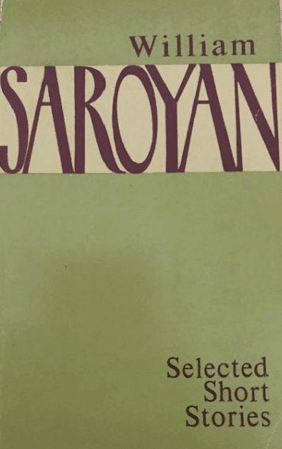 William
SAROYAN
Selected
Short
Stories